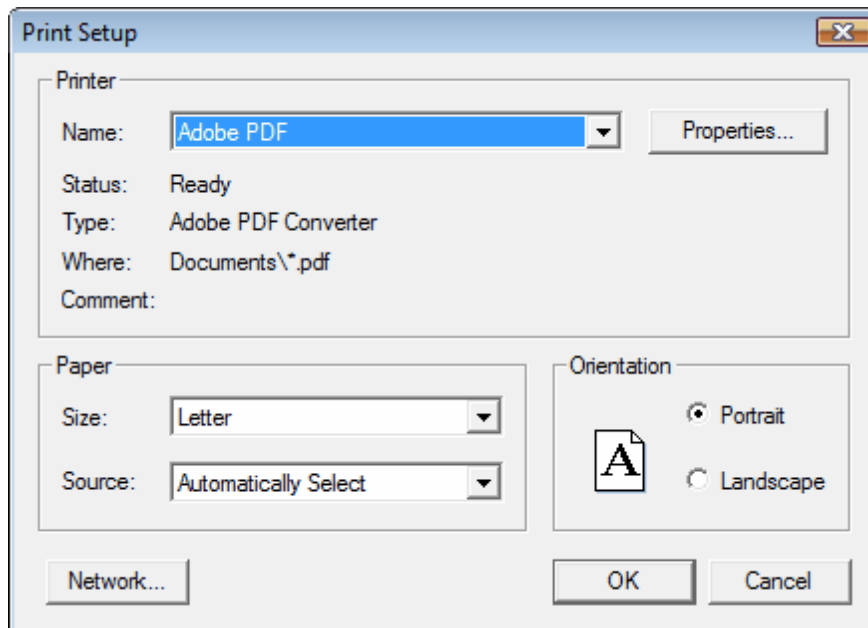 Print Setup
Printer
Name: Adobe PDF Properties...
Status: Ready
Type: Adobe PDF Converter
Where: Documents\*.pdf
Comment:
Paper
Size: Letter
Source: Automatically Select
Orientation
A
Portrait
Landscape
Network... OK Cancel